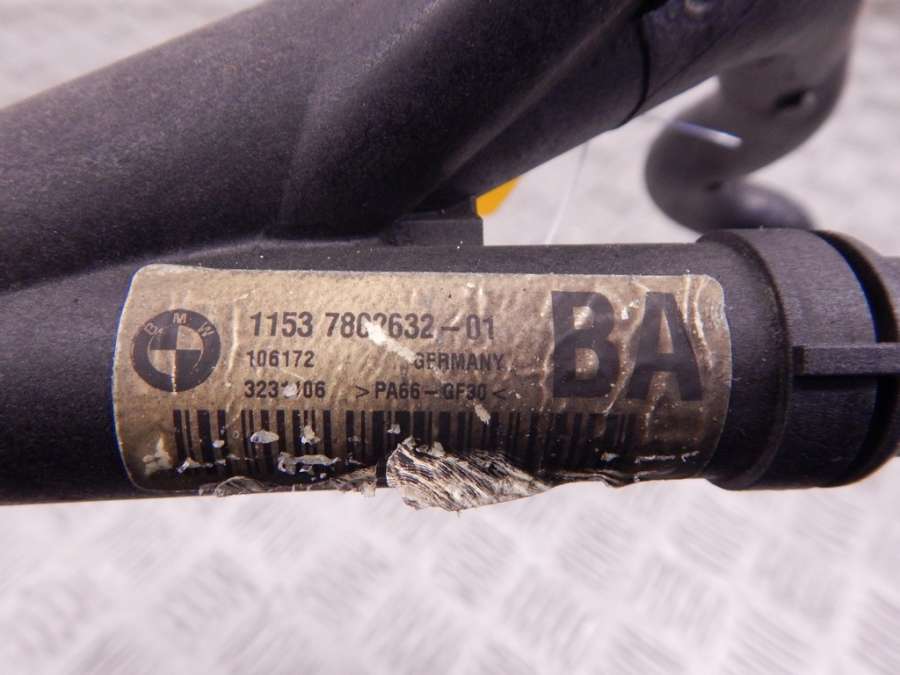 BMW
1153 7802632-01
BA
106172
GERMANY
>PA66-GF30<